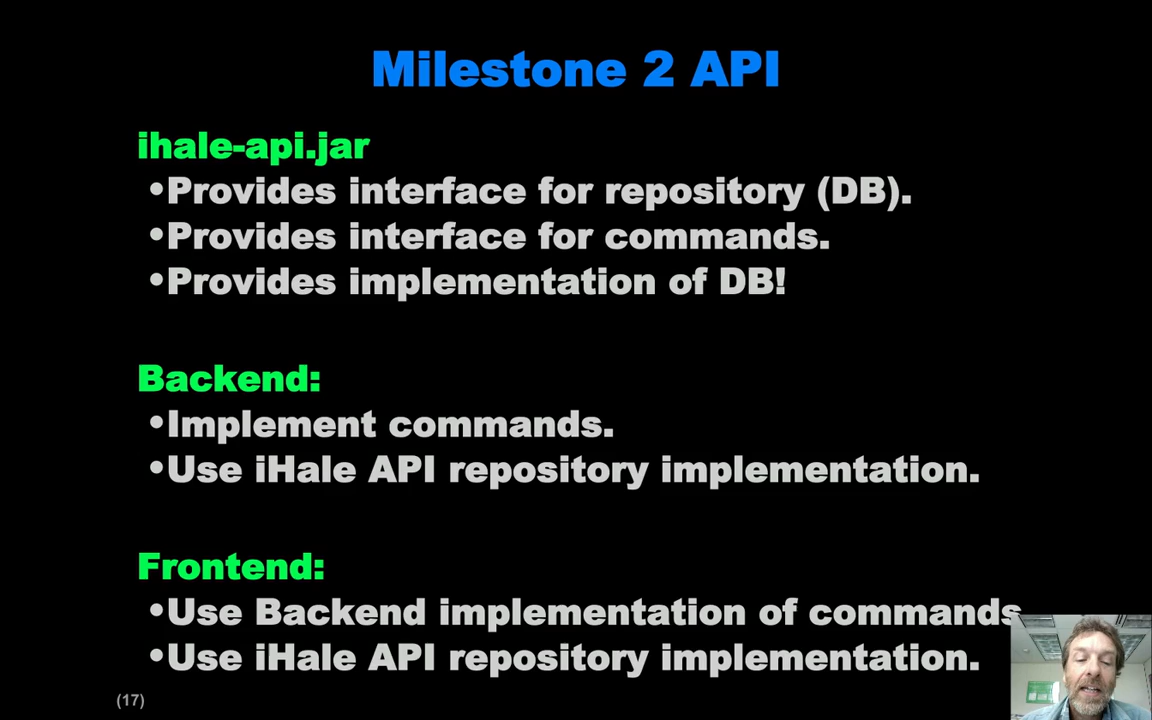 Milestone 2 API
ihale-api.jar
•Provides interface for repository (DB).
•Provides interface for commands.
•Provides implementation of DB!
Backend:
•Implement commands.
•Use iHale API repository implementation.
Frontend:
•Use Backend implementation of commands
•Use iHale API repository implementation.
(17)